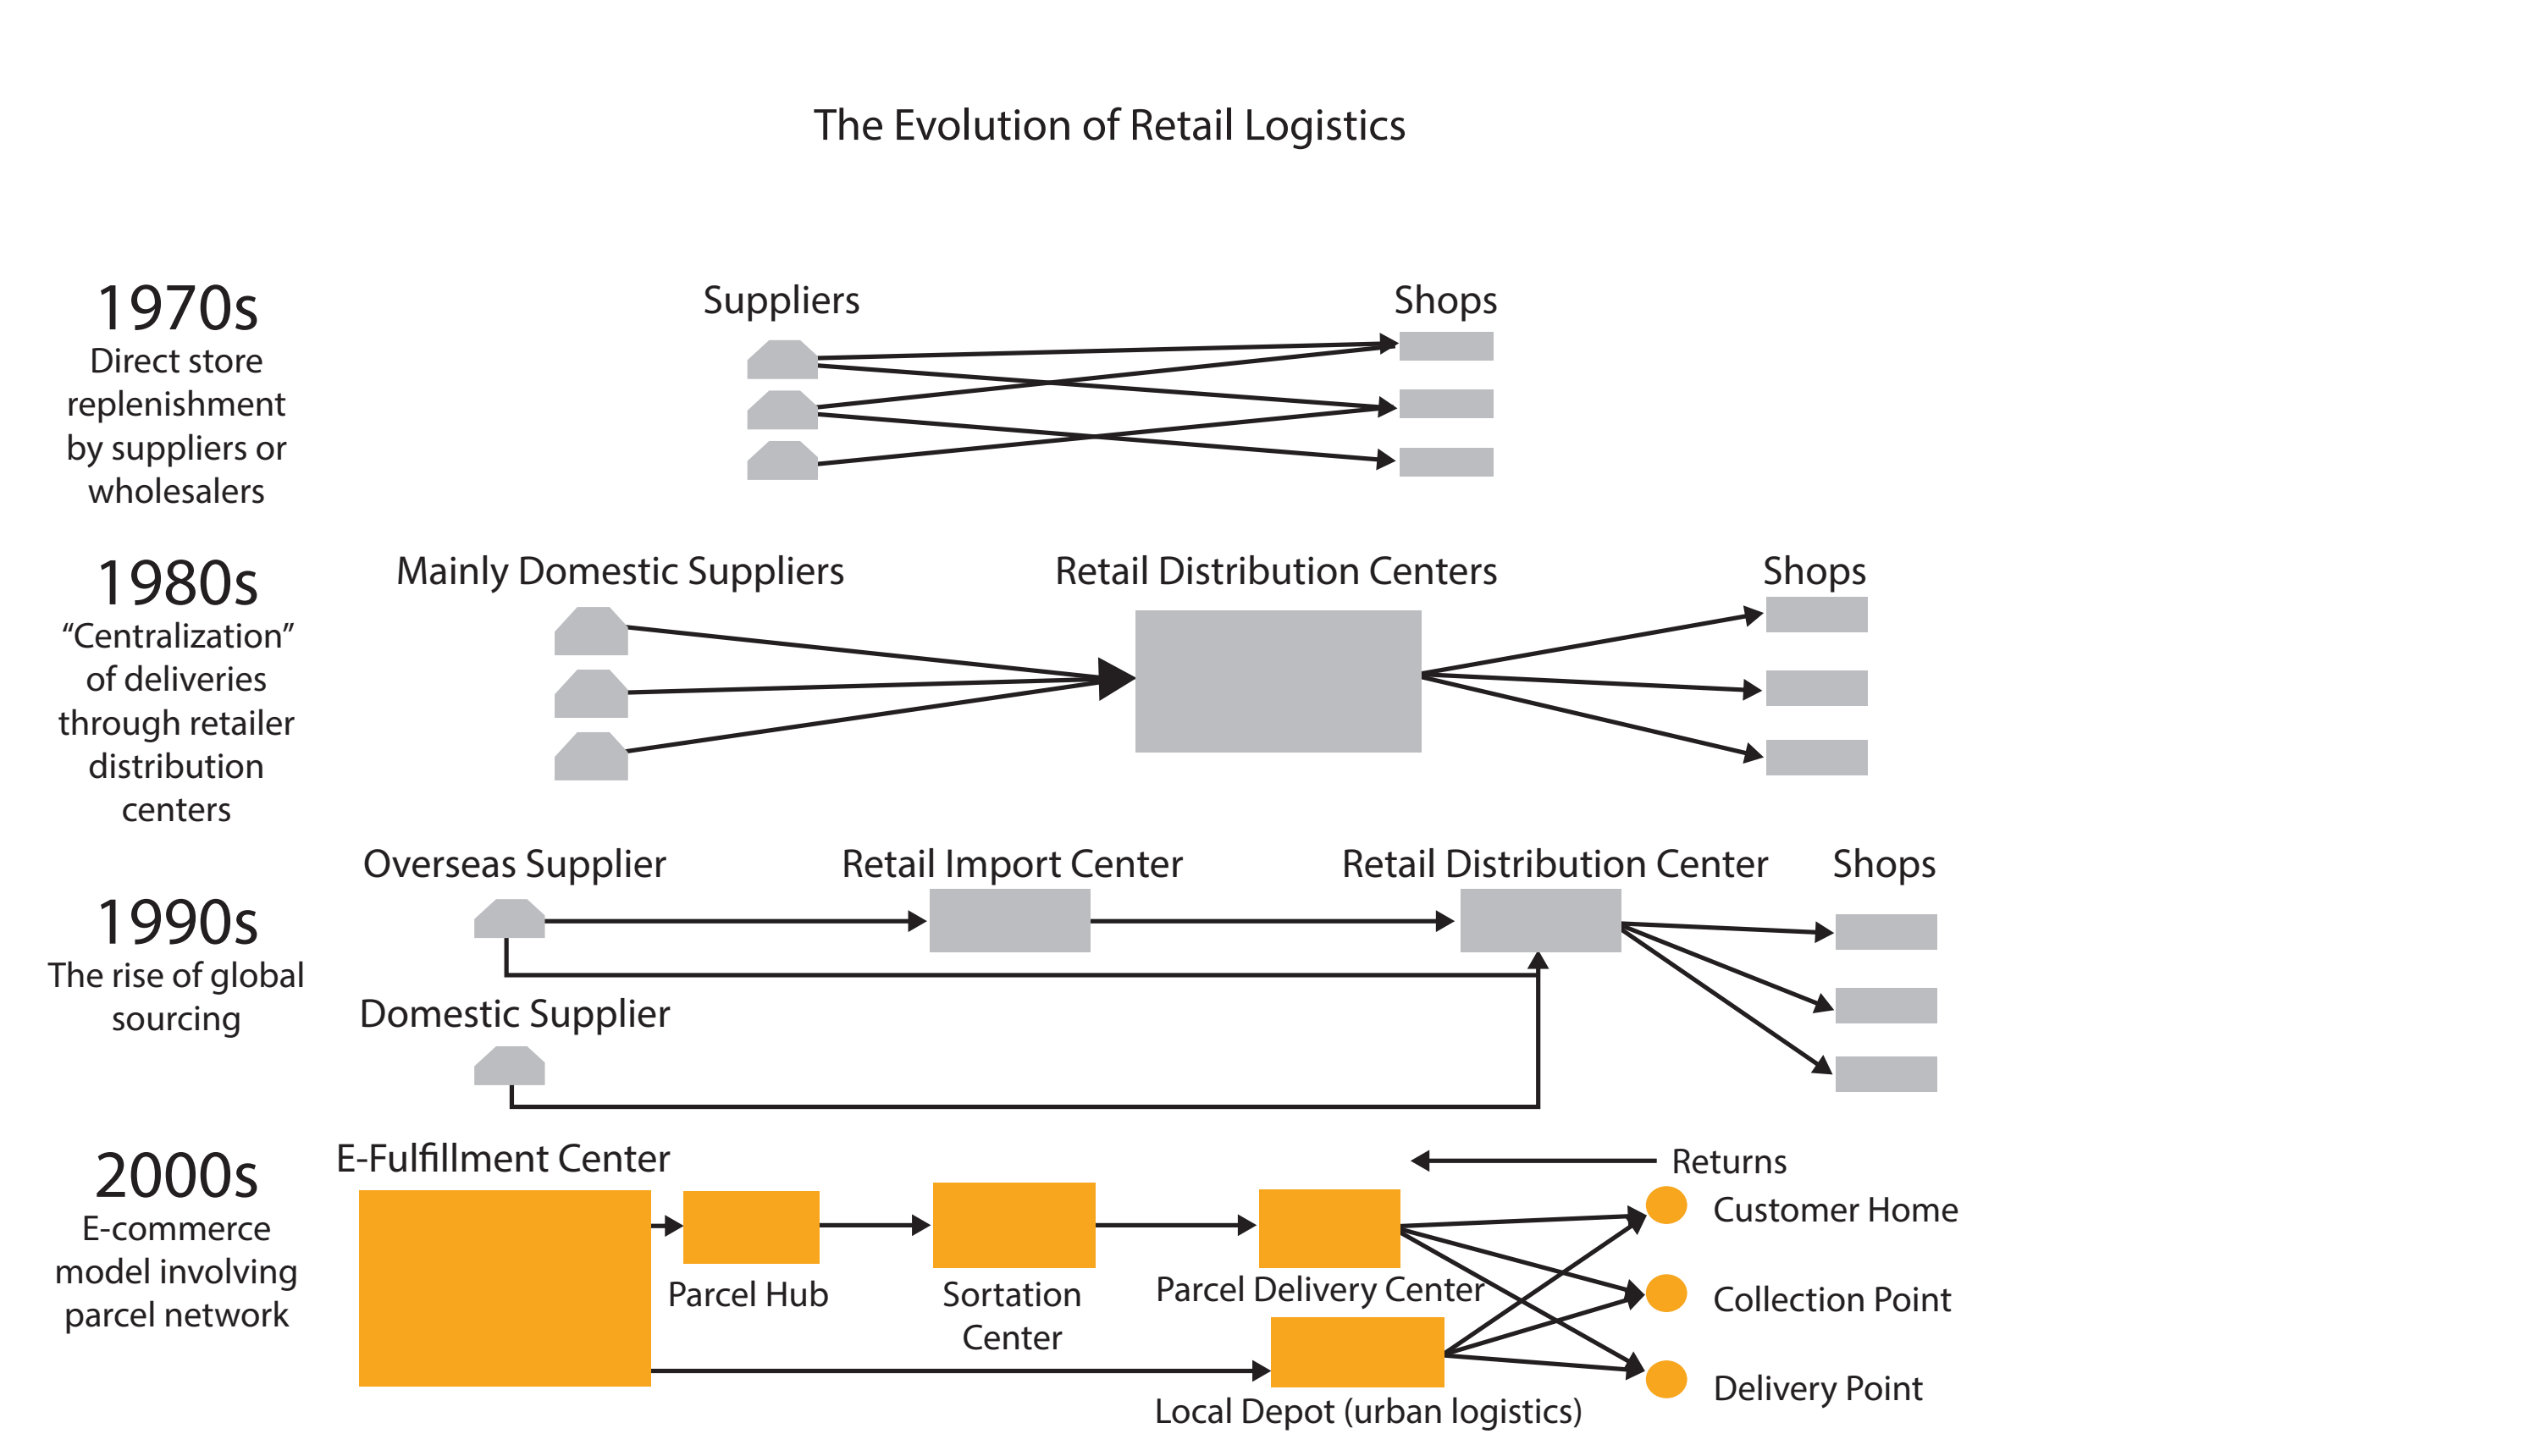 The Evolution of Retail Logistics
1970s
Direct store
replenishment
by suppliers or
wholesalers
Suppliers
Shops
1980s
“Centralization”
of deliveries
through retailer
distribution
centers
Mainly Domestic Suppliers
Retail Distribution Centers
Shops
1990s
The rise of global
sourcing
Overseas Supplier
Retail Import Center
Retail Distribution Center
Shops
Domestic Supplier
2000s
E-commerce
model involving
parcel network
E-Fulfillment Center
Parcel Hub
Sortation
Center
Parcel Delivery Center
Local Depot (urban logistics)
Returns
Customer Home
Collection Point
Delivery Point